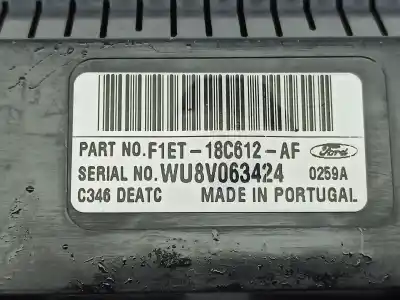 PART NO.F1ET-18C612-AF Ford
SERIAL NO.WU8V063424 0259A
C346 DEATC MADE IN PORTUGAL